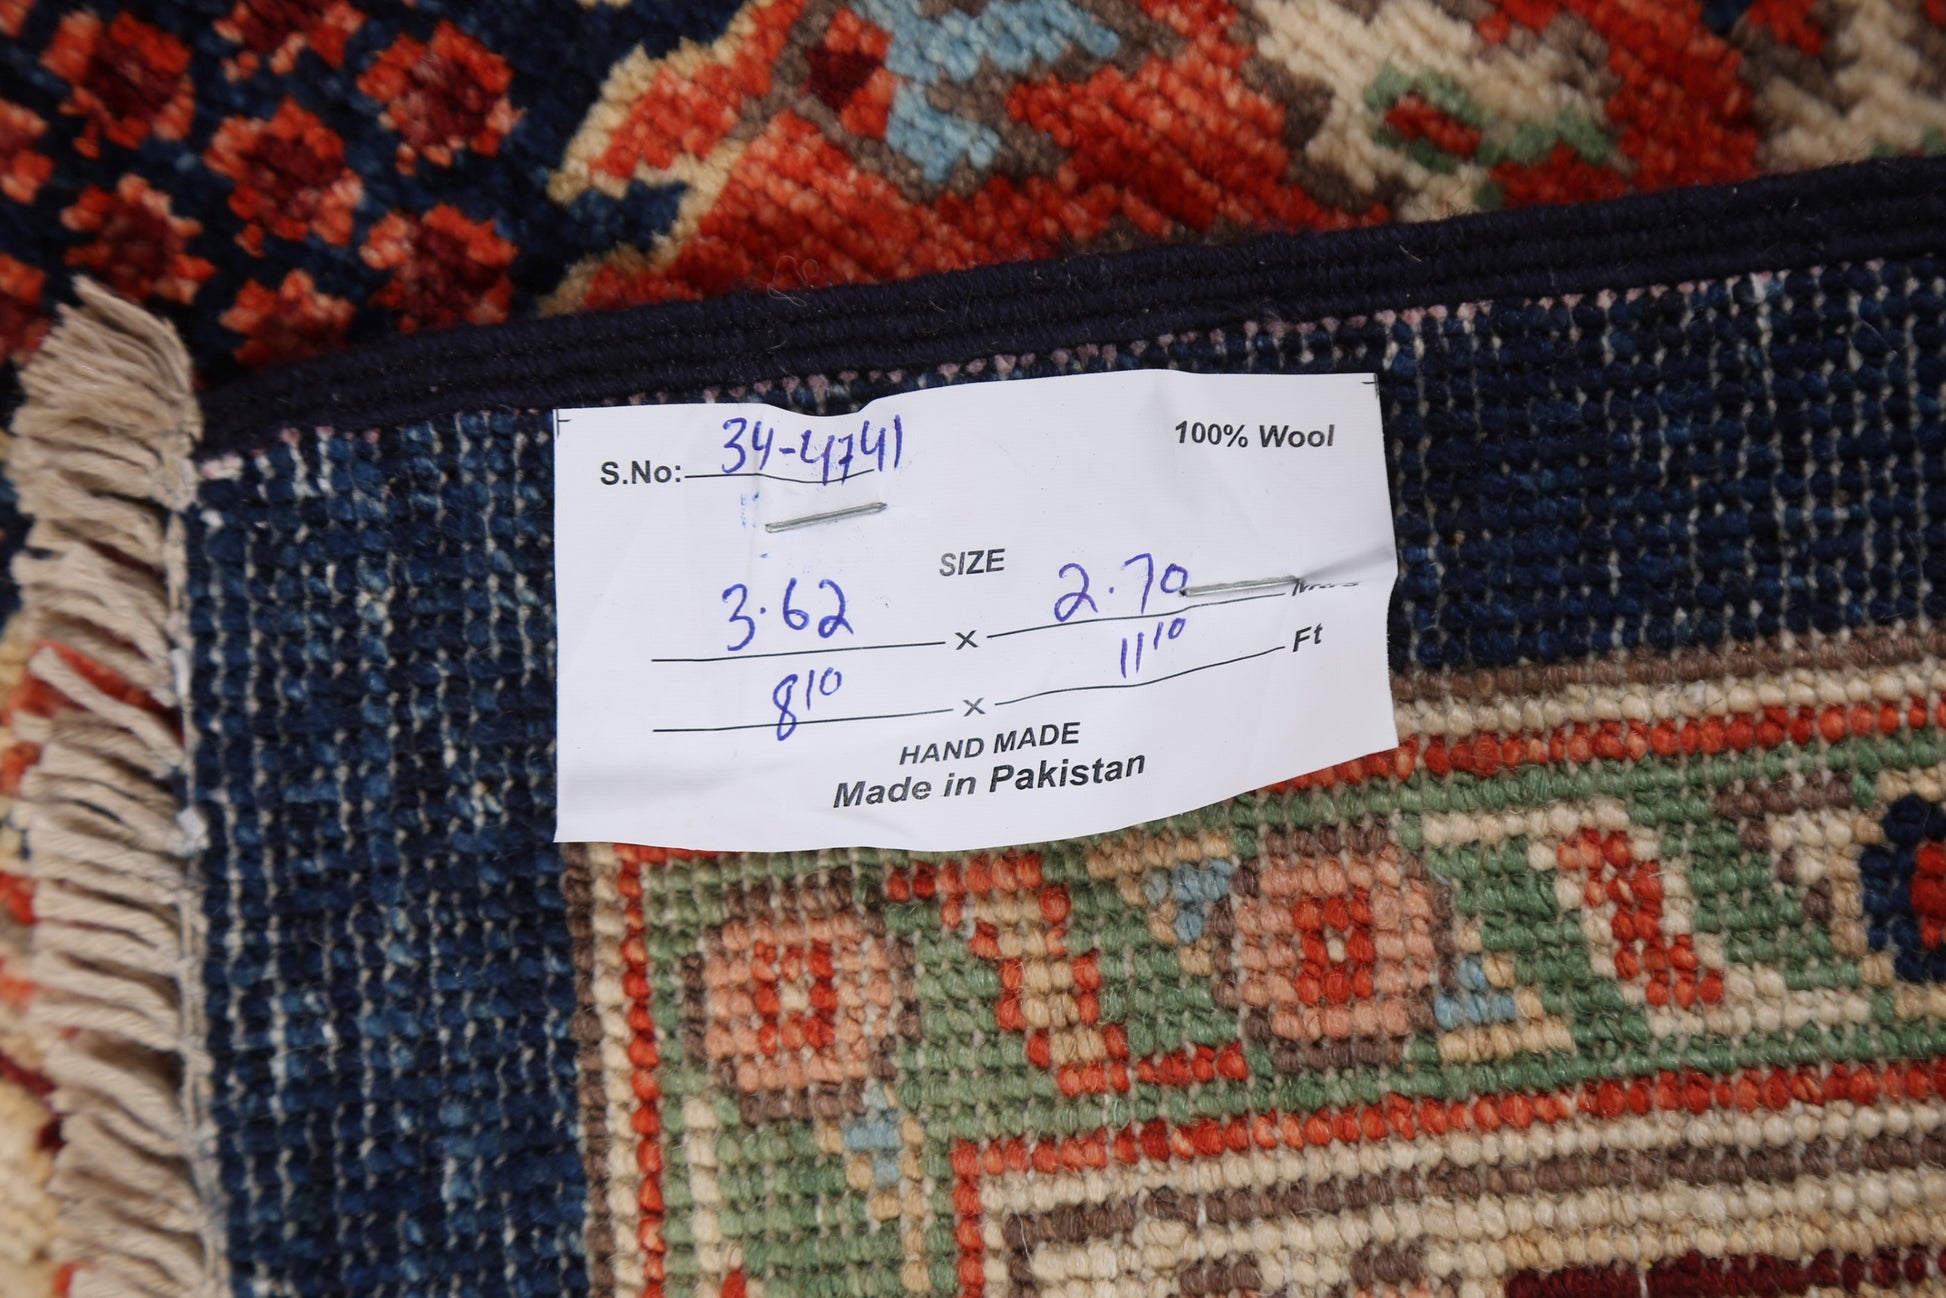 S.No: 34-4741
100% Wool
SIZE
3.62 x 2.70
8 10 x 11 10 Ft
HAND MADE
Made in Pakistan